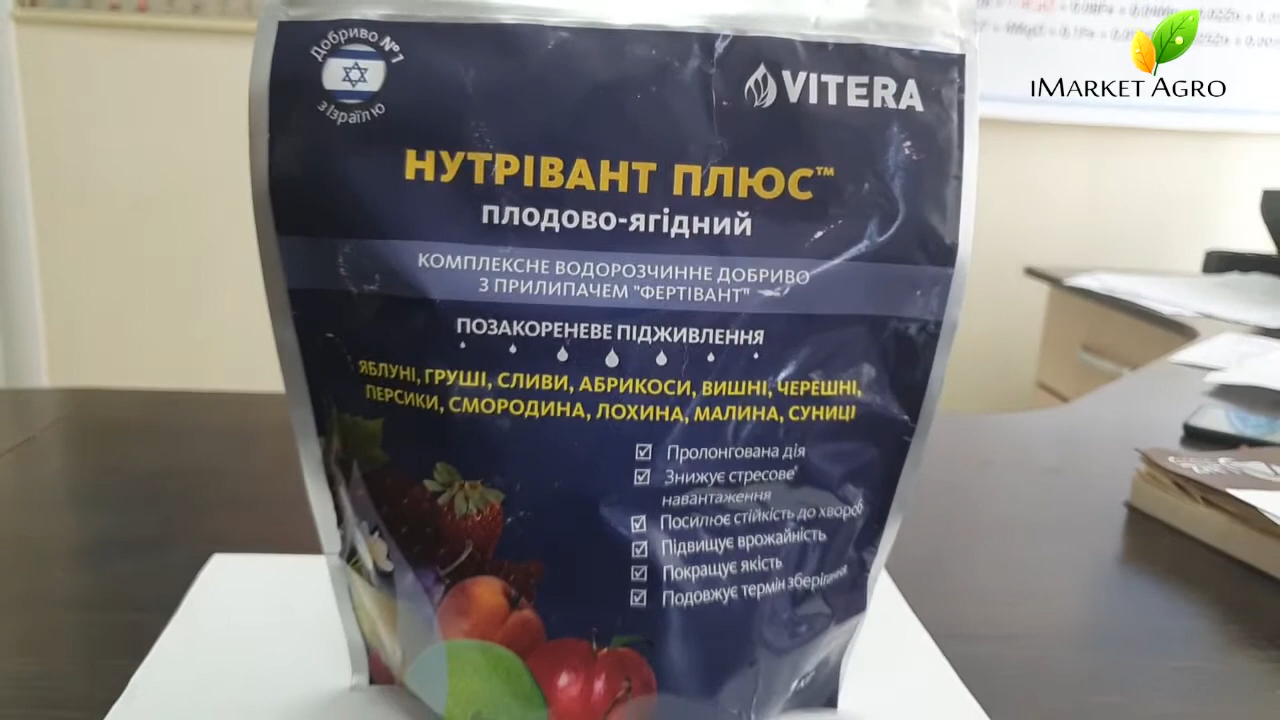 Добриво №1
з Ізраїлю
VITERA
iMARKET AGRO
НУТРІВАНТ ПЛЮС™
плодово-ягідний
КОМПЛЕКСНЕ ВОДОРОЗЧИННЕ ДОБРИВО
З ПРИЛИПАЧЕМ "ФЕРТІВАНТ"
ПОЗАКОРЕНЕВЕ ПІДЖИВЛЕННЯ
ЯБЛУНІ, ГРУШІ, СЛИВИ, АБРИКОСИ, ВИШНІ, ЧЕРЕШНІ,
ПЕРСИКИ, СМОРОДИНА, ЛОХИНА, МАЛИНА, СУНИЦІ
Пролонгована дія
Знижує стресове
навантаження
Посилює стійкість до хвороб
Підвищує врожайність
Покращує якість
Подовжує термін зберігання